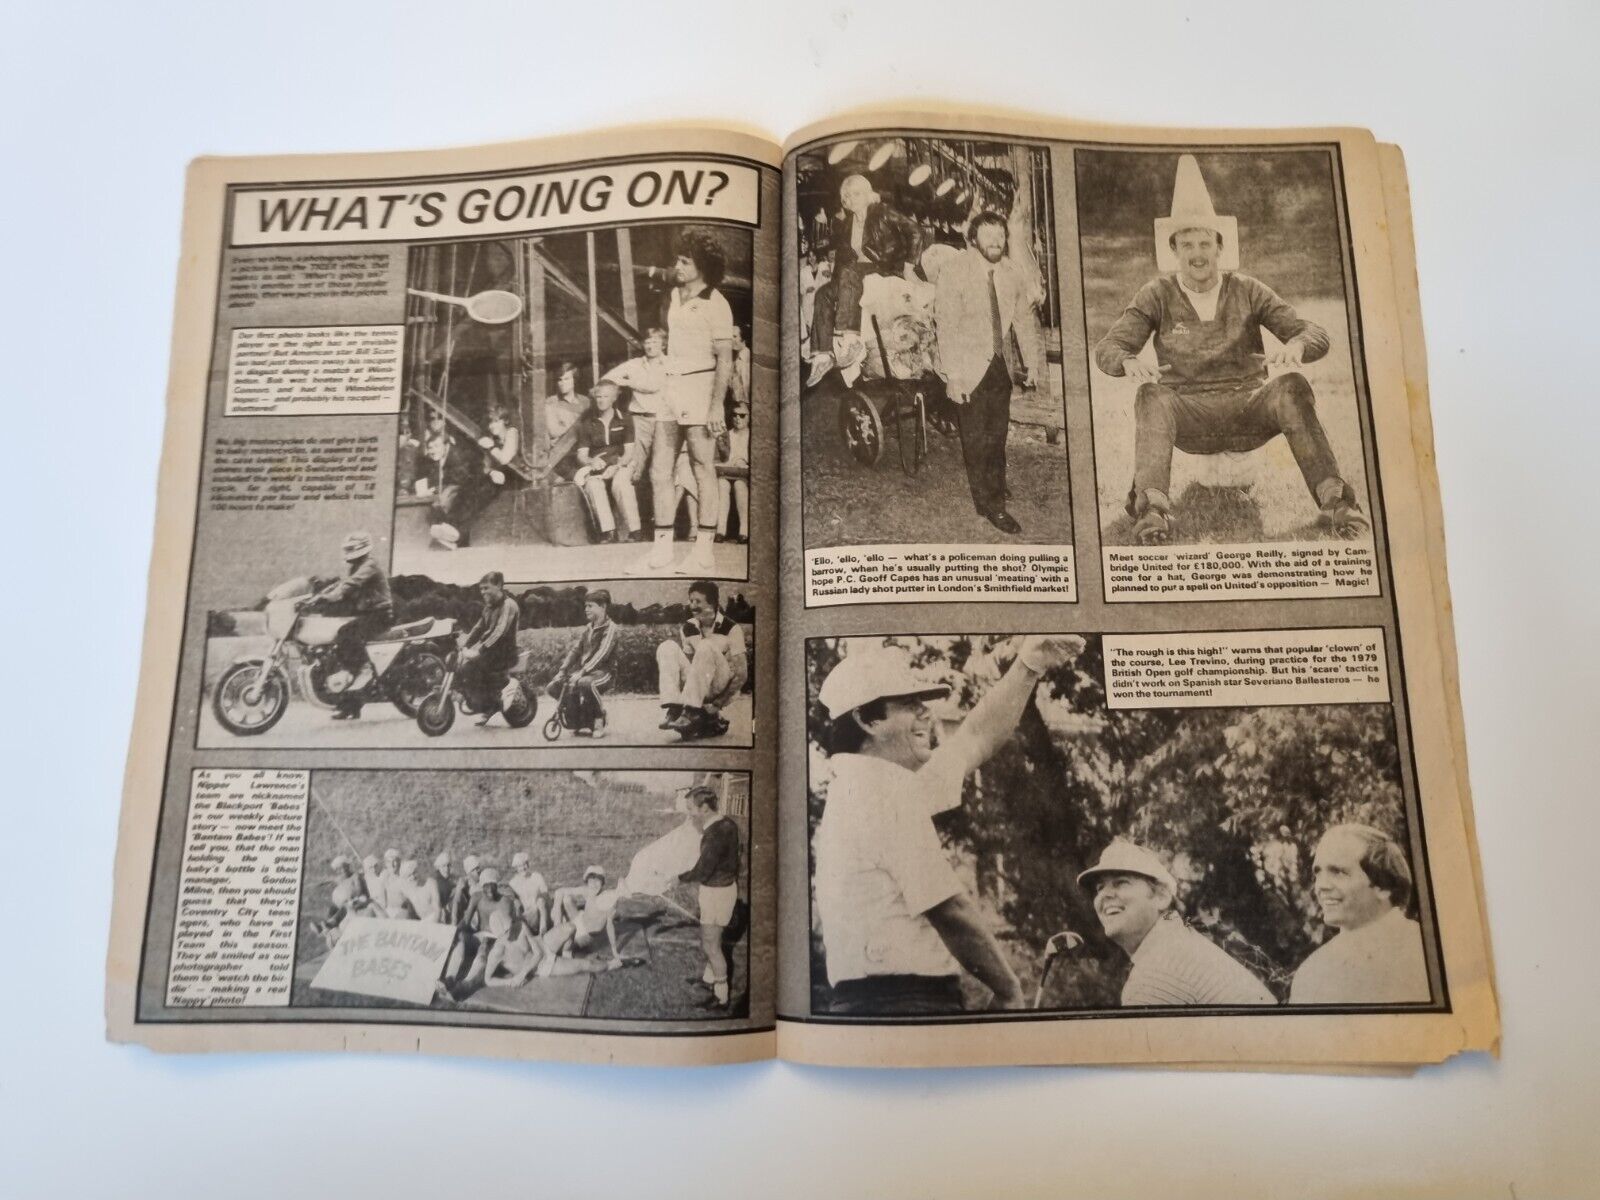 WHAT'S GOING ON?
Every so often, a photographer brings
a picture into the TIGER office, that
makes us ask: "What's going on?"
Here's another set of those popular
photos, that we put you in the picture
about!
Our first photo looks like the tennis
player on the right has an invisible
partner! But American star Bill Scan-
lan had just thrown away his racquet
in disgust during a match at Wimb-
ledon. Bob was beaten by Jimmy
Connors and had his Wimbledon
hopes — and probably his racquet —
shattered!
No, big motorcycles do not give birth
to baby motorcycles, as seems to be
the case below! This display of ma-
chines took place in Switzerland and
included the world's smallest motor-
cycle, far right, capable of 18
kilometres per hour and which took
100 hours to make!
As you all know,
Nipper Lawrence's
team are nicknamed
the Blackport 'Babes'
in our weekly picture
story — now meet the
'Bantam Babes'! If we
tell you, that the man
holding the giant
baby's bottle is their
manager, Gordon
Milne, then you should
guess that they're
Coventry City teen-
agers, who have all
played in the First
Team this season.
They all smiled as our
photographer told
them to 'watch the bir-
die' — making a real
'Nappy' photo!
THE BANTAM
BABES
'Ello, 'ello, 'ello — what's a policeman doing pulling a
barrow, when he's usually putting the shot? Olympic
hope P.C. Geoff Capes has an unusual 'meating' with a
Russian lady shot putter in London's Smithfield market!
Meet soccer 'wizard' George Reilly, signed by Cam-
bridge United for £180,000. With the aid of a training
cone for a hat, George was demonstrating how he
planned to put a spell on United's opposition — Magic!
"The rough is this high!" warns that popular 'clown' of
the course, Lee Trevino, during practice for the 1979
British Open golf championship. But his 'scare' tactics
didn't work on Spanish star Severiano Ballesteros — he
won the tournament!